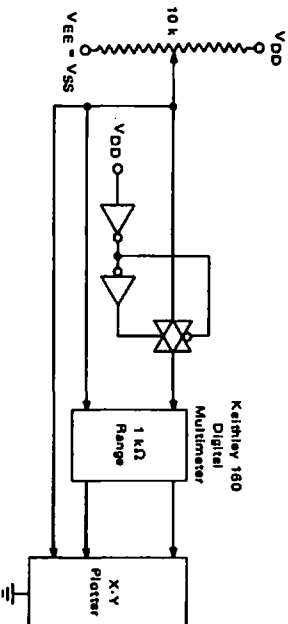 VDD
10 k
VEE = VSS
VDD
Keithley 160
Digital
Multimeter
1 kΩ
Range
X-Y
Plotter